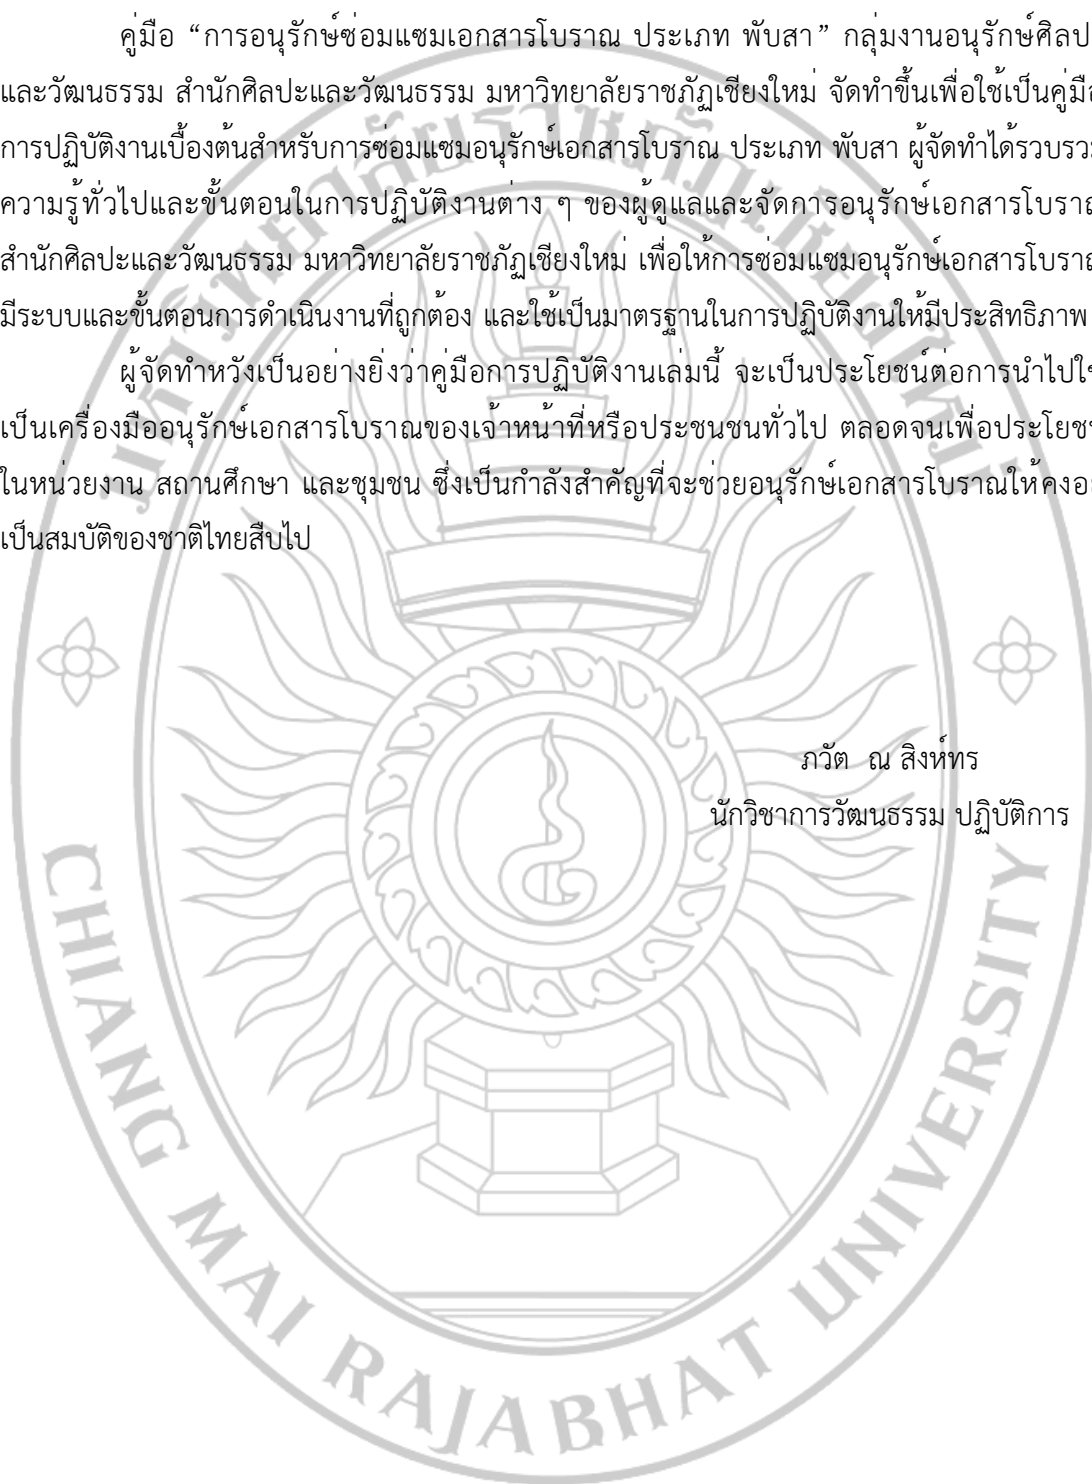 คู่มือ “การอนุรักษ์ซ่อมแซมเอกสารโบราณ ประเภท พับสา” กลุ่มงานอนุรักษ์ศิลป
และวัฒนธรรม สำนักศิลปะและวัฒนธรรม มหาวิทยาลัยราชภัฏเชียงใหม่ จัดทำขึ้นเพื่อใช้เป็นคู่มือ
การปฏิบัติงานเบื้องต้นสำหรับการซ่อมแซมอนุรักษ์เอกสารโบราณ ประเภท พับสา ผู้จัดทำได้รวบรวม
ความรู้ทั่วไปและขั้นตอนในการปฏิบัติงานต่าง ๆ ของผู้ดูแลและจัดการอนุรักษ์เอกสารโบราณ
สำนักศิลปะและวัฒนธรรม มหาวิทยาลัยราชภัฏเชียงใหม่ เพื่อให้การซ่อมแซมอนุรักษ์เอกสารโบราณ
มีระบบและขั้นตอนการดำเนินงานที่ถูกต้อง และใช้เป็นมาตรฐานในการปฏิบัติงานให้มีประสิทธิภาพ
ผู้จัดทำหวังเป็นอย่างยิ่งว่าคู่มือการปฏิบัติงานเล่มนี้ จะเป็นประโยชน์ต่อการนำไปใช้
เป็นเครื่องมืออนุรักษ์เอกสารโบราณของเจ้าหน้าที่หรือประชนชนทั่วไป ตลอดจนเพื่อประโยชน์
ในหน่วยงาน สถานศึกษา และชุมชน ซึ่งเป็นกำลังสำคัญที่จะช่วยอนุรักษ์เอกสารโบราณให้คงอยู่
เป็นสมบัติของชาติไทยสืบไป
ภวัต ณ สิงห์ทร
นักวิชาการวัฒนธรรม ปฏิบัติการ
มหาวิทยาลัยราชภัฏเชียงใหม่
CHIANG MAI RAJABHAT UNIVERSITY